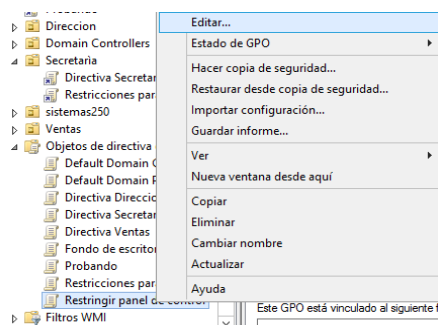 Probando
Direccion
Domain Controllers
Secretaria
Directiva Secretar
Restricciones par
sistemas250
Ventas
Objetos de directiva
Default Domain C
Default Domain P
Directiva Direccio
Directiva Secretar
Directiva Ventas
Fondo de escritor
Probando
Restricciones par
Restringir panel de control
Filtros WMI
Editar...
Estado de GPO
Hacer copia de seguridad...
Restaurar desde copia de seguridad...
Importar configuración...
Guardar informe...
Ver
Nueva ventana desde aquí
Copiar
Eliminar
Cambiar nombre
Actualizar
Ayuda
Este GPO está vinculado al siguiente